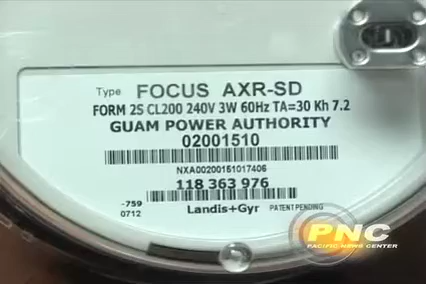 Type FOCUS AXR-SD
FORM 2S CL200 240V 3W 60Hz TA=30 Kh 7.2
GUAM POWER AUTHORITY
02001510
NXA00200151017406
118 363 976
-759
0712
Landis+Gyr PATENT PENDING
PNC
PACIFIC NEWS CENTER